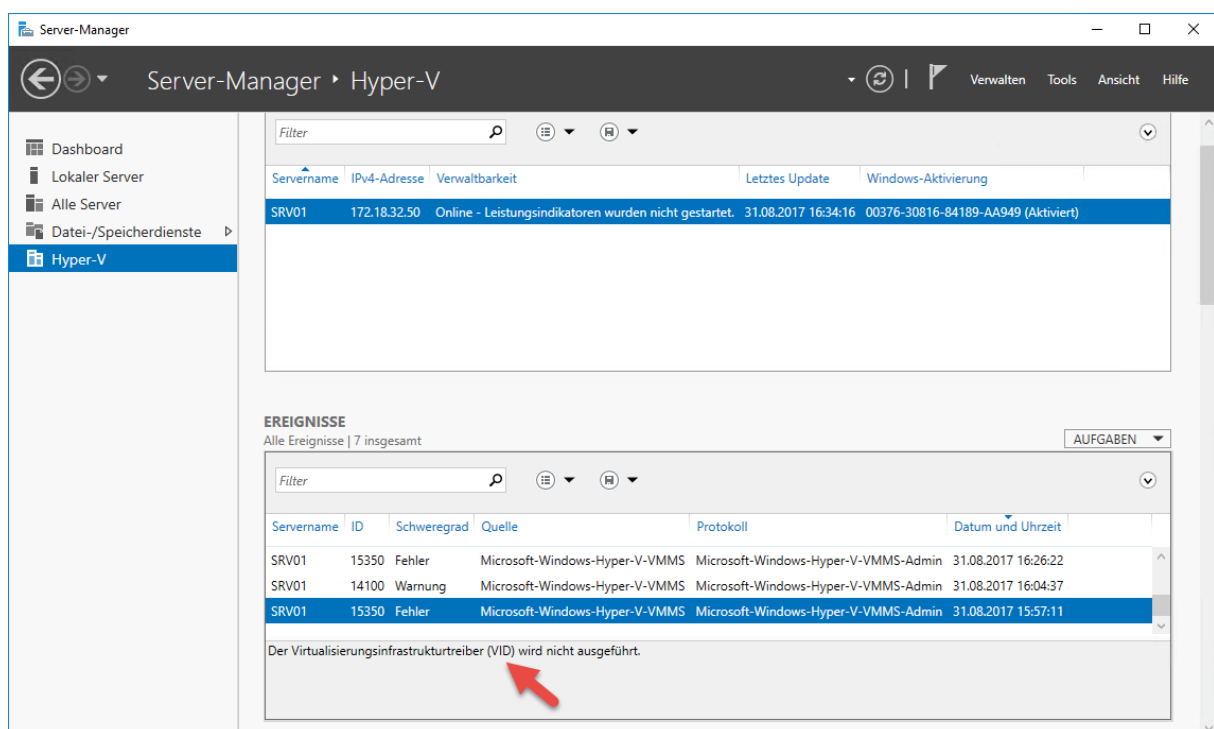 Server-Manager
Server-Manager • Hyper-V
Verwalten Tools Ansicht Hilfe
Dashboard
Lokaler Server
Alle Server
Datei-/Speicherdienste
Hyper-V
Filter
Servername IPv4-Adresse Verwaltbarkeit Letztes Update Windows-Aktivierung
SRV01 172.18.32.50 Online - Leistungsindikatoren wurden nicht gestartet. 31.08.2017 16:34:16 00376-30816-84189-AA949 (Aktiviert)
EREIGNISSE
Alle Ereignisse | 7 insgesamt
AUFGABEN
Filter
Servername ID Schweregrad Quelle Protokoll Datum und Uhrzeit
SRV01 15350 Fehler Microsoft-Windows-Hyper-V-VMMS Microsoft-Windows-Hyper-V-VMMS-Admin 31.08.2017 16:26:22
SRV01 14100 Warnung Microsoft-Windows-Hyper-V-VMMS Microsoft-Windows-Hyper-V-VMMS-Admin 31.08.2017 16:04:37
SRV01 15350 Fehler Microsoft-Windows-Hyper-V-VMMS Microsoft-Windows-Hyper-V-VMMS-Admin 31.08.2017 15:57:11
Der Virtualisierungsinfrastrukturtreiber (VID) wird nicht ausgeführt.